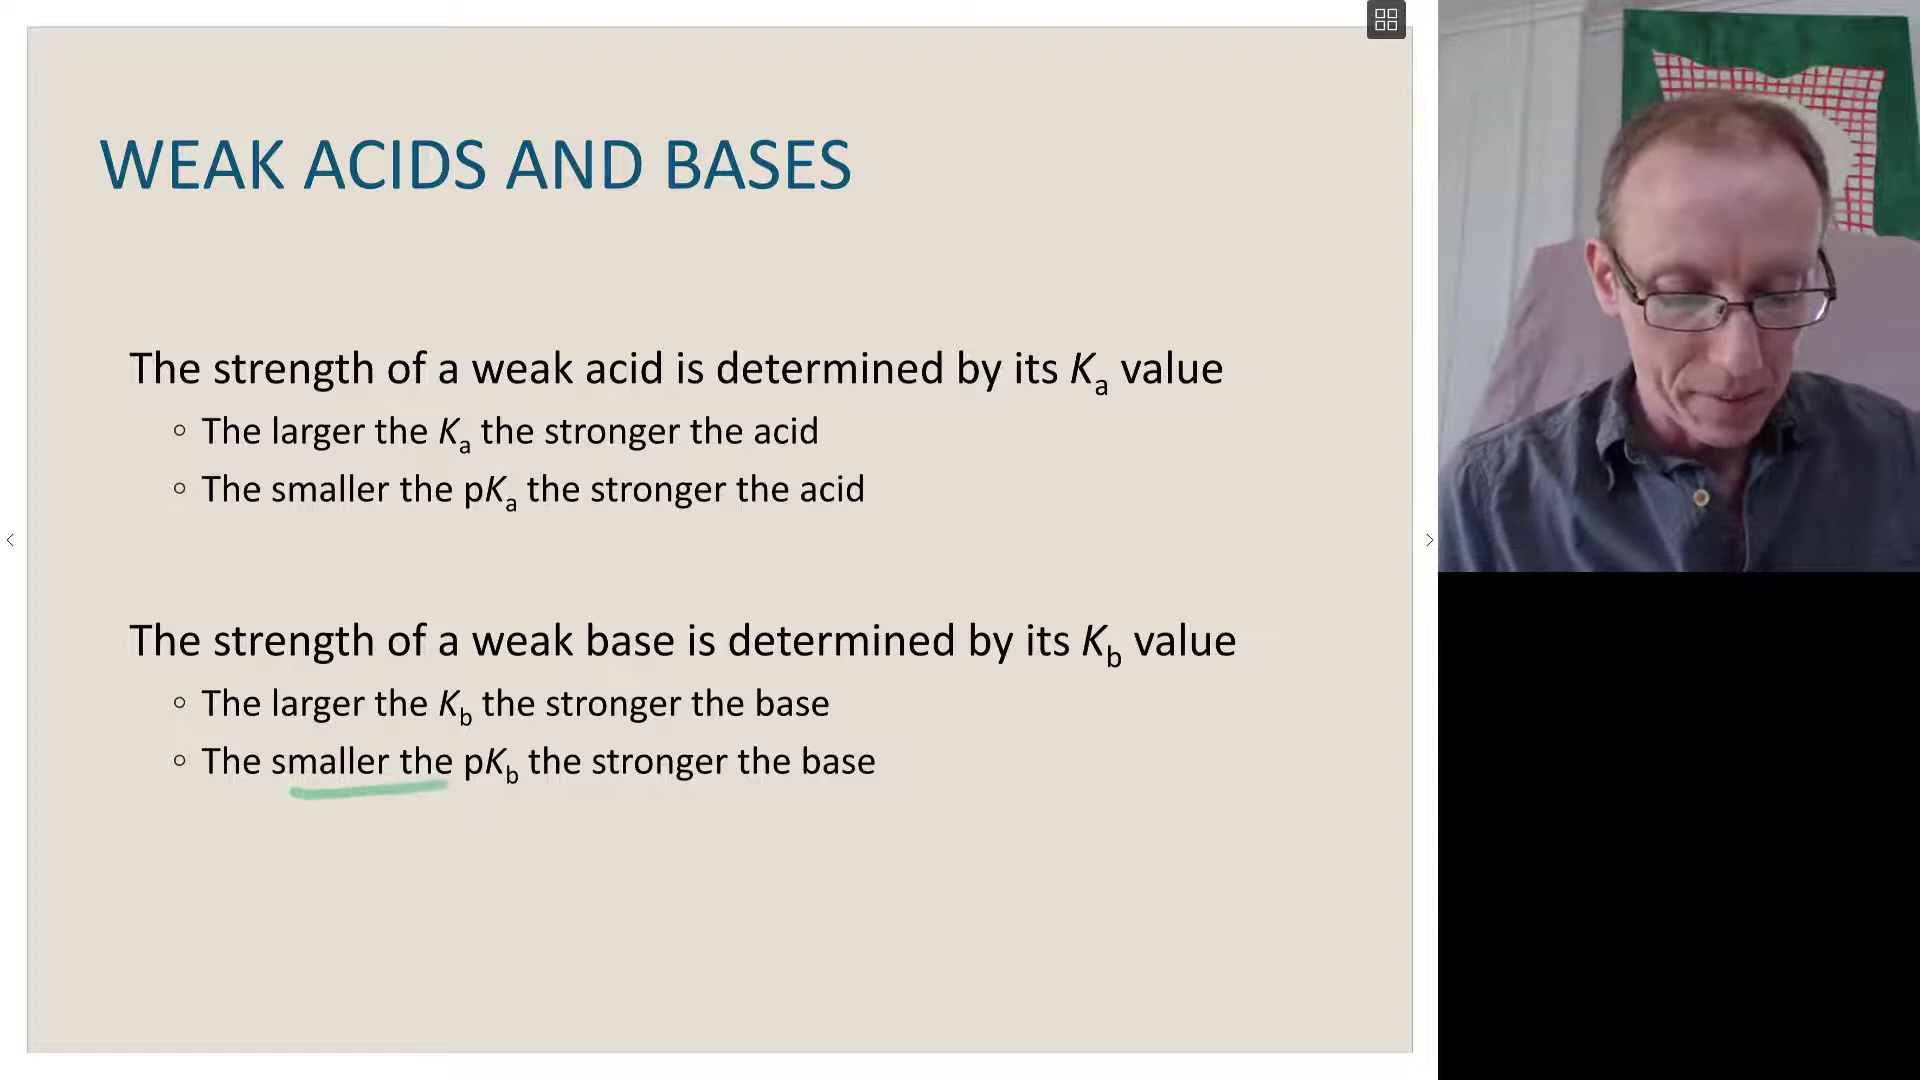 WEAK ACIDS AND BASES
The strength of a weak acid is determined by its Ka value
◦ The larger the Ka the stronger the acid
◦ The smaller the pKa the stronger the acid
The strength of a weak base is determined by its Kb value
◦ The larger the Kb the stronger the base
◦ The smaller the pKb the stronger the base